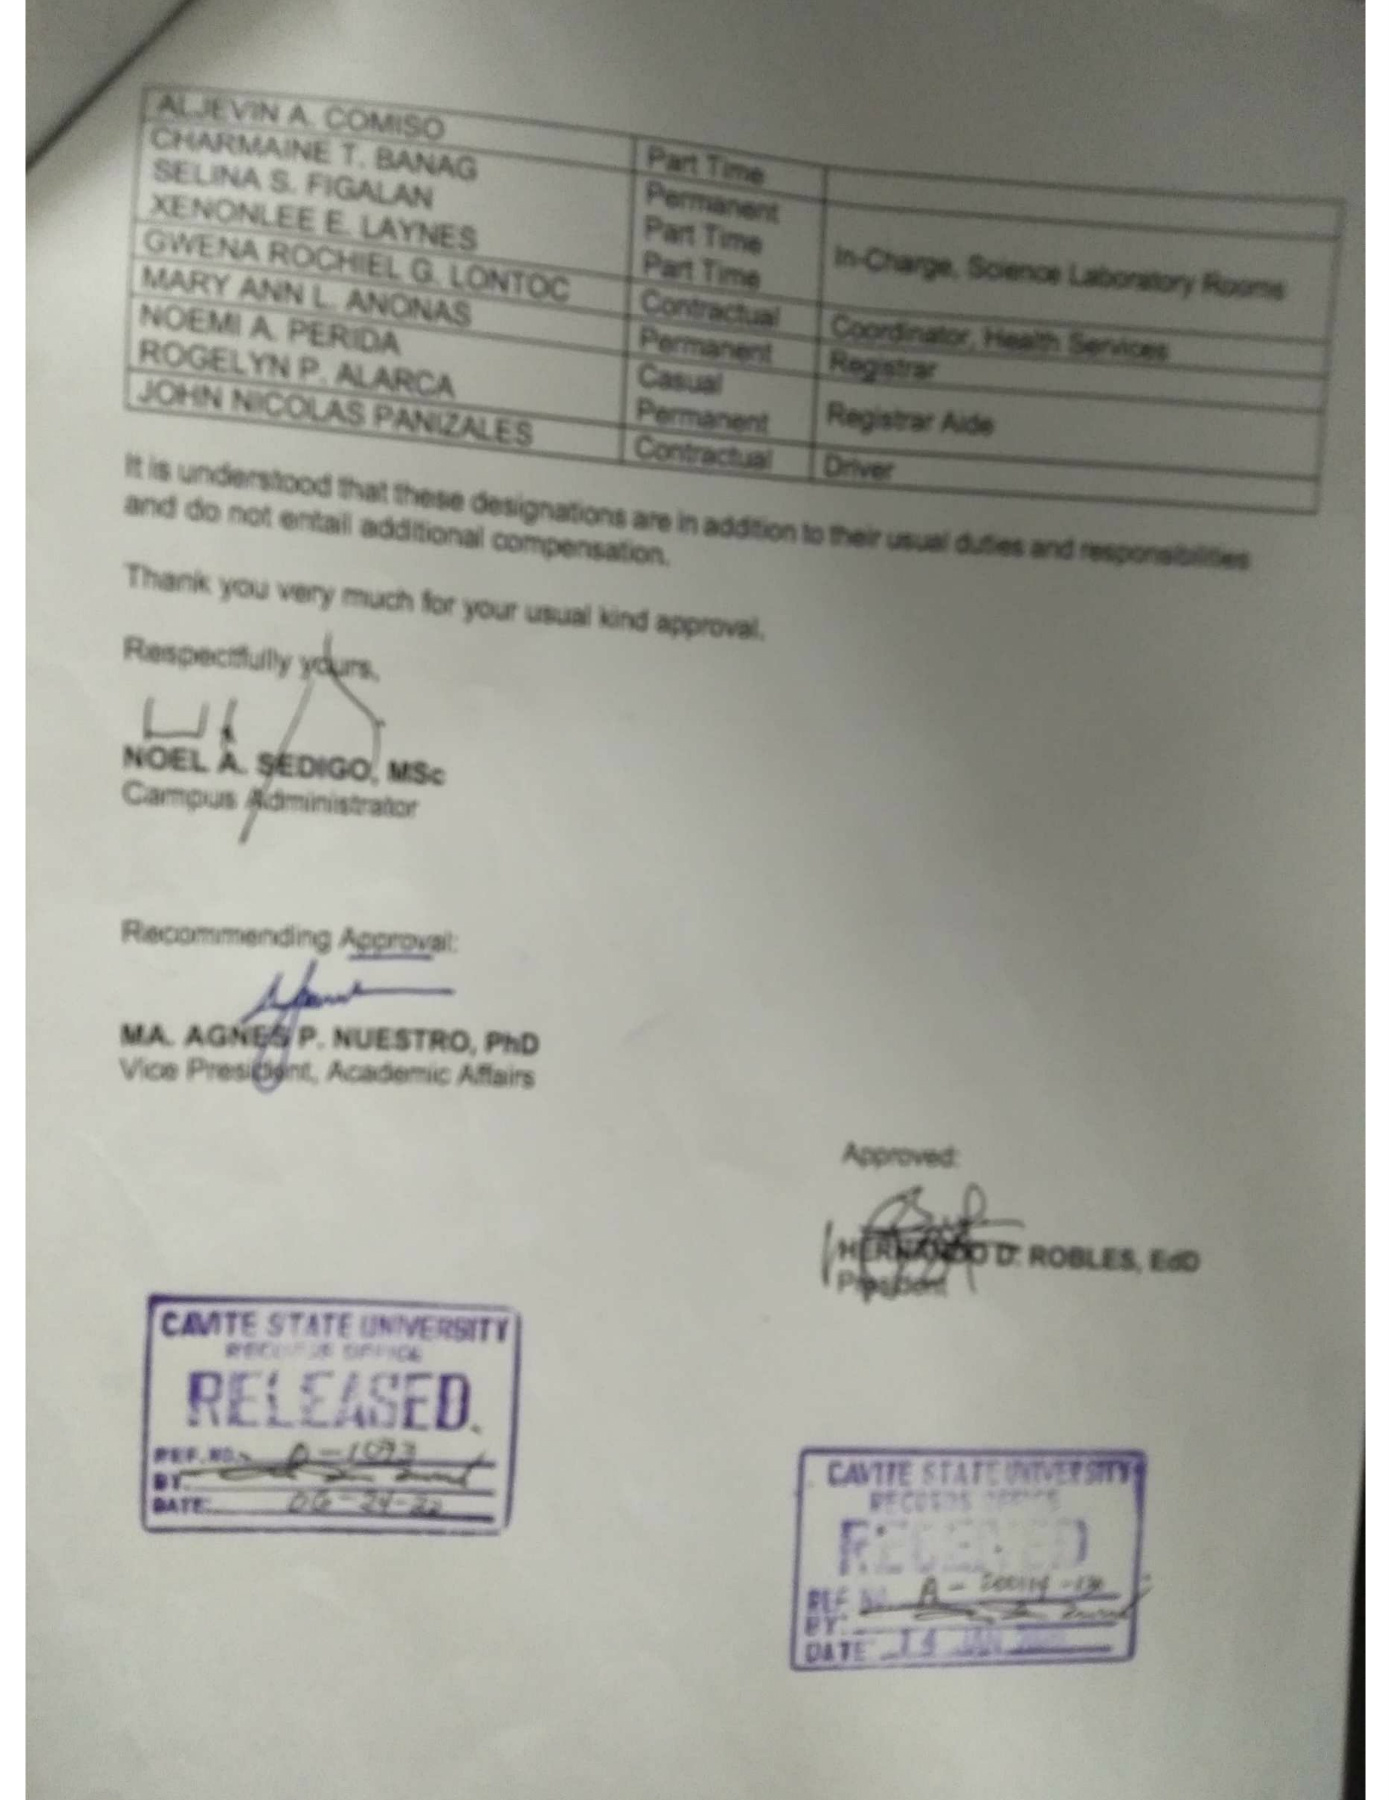 ALJEVIN A. COMISO Part Time
CHARMAINE T. BANAG Permanent
SELINA S. FIGALAN Part Time In-Charge, Science Laboratory Rooms
XENONLEE E. LAYNES Part Time
GWENA ROCHIEL G. LONTOC Contractual Coordinator, Health Services
MARY ANN L. ANONAS Permanent Registrar
NOEMI A. PERIDA Casual
ROGELYN P. ALARCA Permanent Registrar Aide
JOHN NICOLAS PANIZALES Contractual Driver
It is understood that these designations are in addition to their usual duties and responsibilities
and do not entail additional compensation.
Thank you very much for your usual kind approval.
Respectfully yours,
NOEL A. SEDIGO, MSc
Campus Administrator
Recommending Approval:
MA. AGNES P. NUESTRO, PhD
Vice President, Academic Affairs
Approved:
HERNANDO D. ROBLES, EdD
President
CAVITE STATE UNIVERSITY
RECORDS OFFICE
RELEASED
REF. NO. A-1093
BY:
DATE: 06-24-22
CAVITE STATE UNIVERSITY
RECORDS OFFICE
RECEIVED
REF NO. A-
BY:
DATE 14 JAN